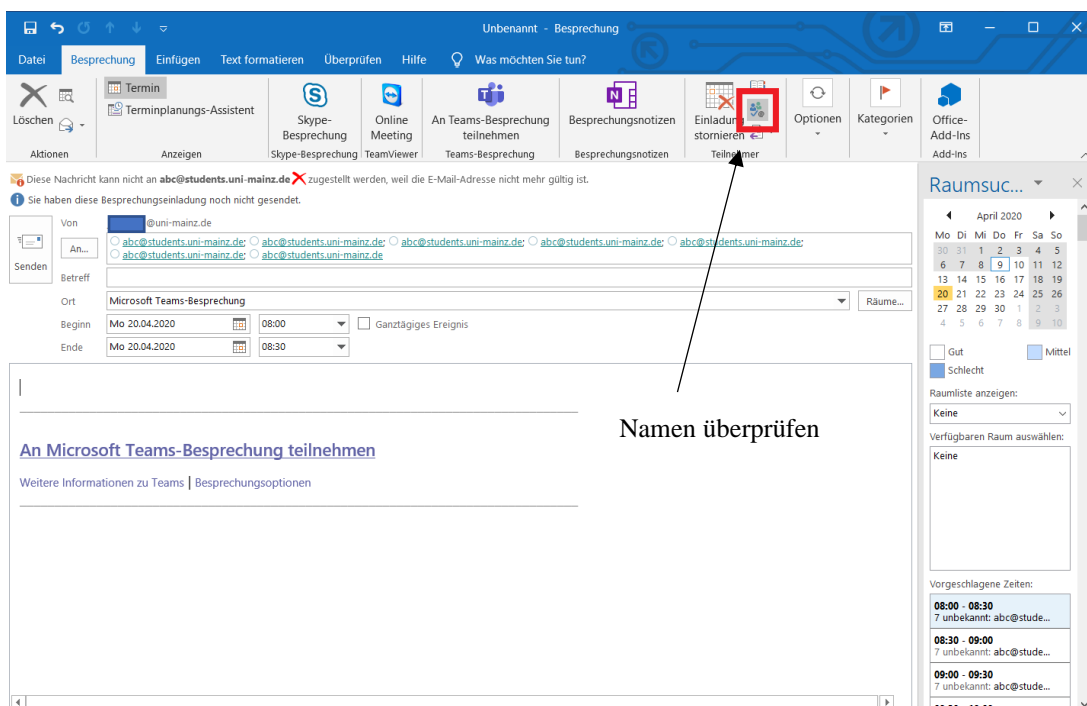 Unbenannt - Besprechung
Datei Besprechung Einfügen Text formatieren Überprüfen Hilfe Was möchten Sie tun?
Löschen
Termin
Terminplanungs-Assistent
Skype-
Besprechung
Online
Meeting
An Teams-Besprechung
teilnehmen
Besprechungsnotizen
Einladung
stornieren
Optionen
Kategorien
Office-
Add-Ins
Aktionen Anzeigen Skype-Besprechung TeamViewer Teams-Besprechung Besprechungsnotizen Teilnehmer Add-Ins
Diese Nachricht kann nicht an abc@students.uni-mainz.de zugestellt werden, weil die E-Mail-Adresse nicht mehr gültig ist.
Sie haben diese Besprechungseinladung noch nicht gesendet.
Senden
Von @uni-mainz.de
An... abc@students.uni-mainz.de; abc@students.uni-mainz.de; abc@students.uni-mainz.de; abc@students.uni-mainz.de; abc@students.uni-mainz.de;
abc@students.uni-mainz.de; abc@students.uni-mainz.de
Betreff
Ort Microsoft Teams-Besprechung Räume...
Beginn Mo 20.04.2020 08:00 Ganztägiges Ereignis
Ende Mo 20.04.2020 08:30
Namen überprüfen
An Microsoft Teams-Besprechung teilnehmen
Weitere Informationen zu Teams | Besprechungsoptionen
Raumsuc...
April 2020
Mo Di Mi Do Fr Sa So
30 31 1 2 3 4 5
6 7 8 9 10 11 12
13 14 15 16 17 18 19
20 21 22 23 24 25 26
27 28 29 30 1 2 3
4 5 6 7 8 9 10
Gut Mittel
Schlecht
Raumliste anzeigen:
Keine
Verfügbaren Raum auswählen:
Keine
Vorgeschlagene Zeiten:
08:00 - 08:30
7 unbekannt: abc@stude...
08:30 - 09:00
7 unbekannt: abc@stude...
09:00 - 09:30
7 unbekannt: abc@stude...